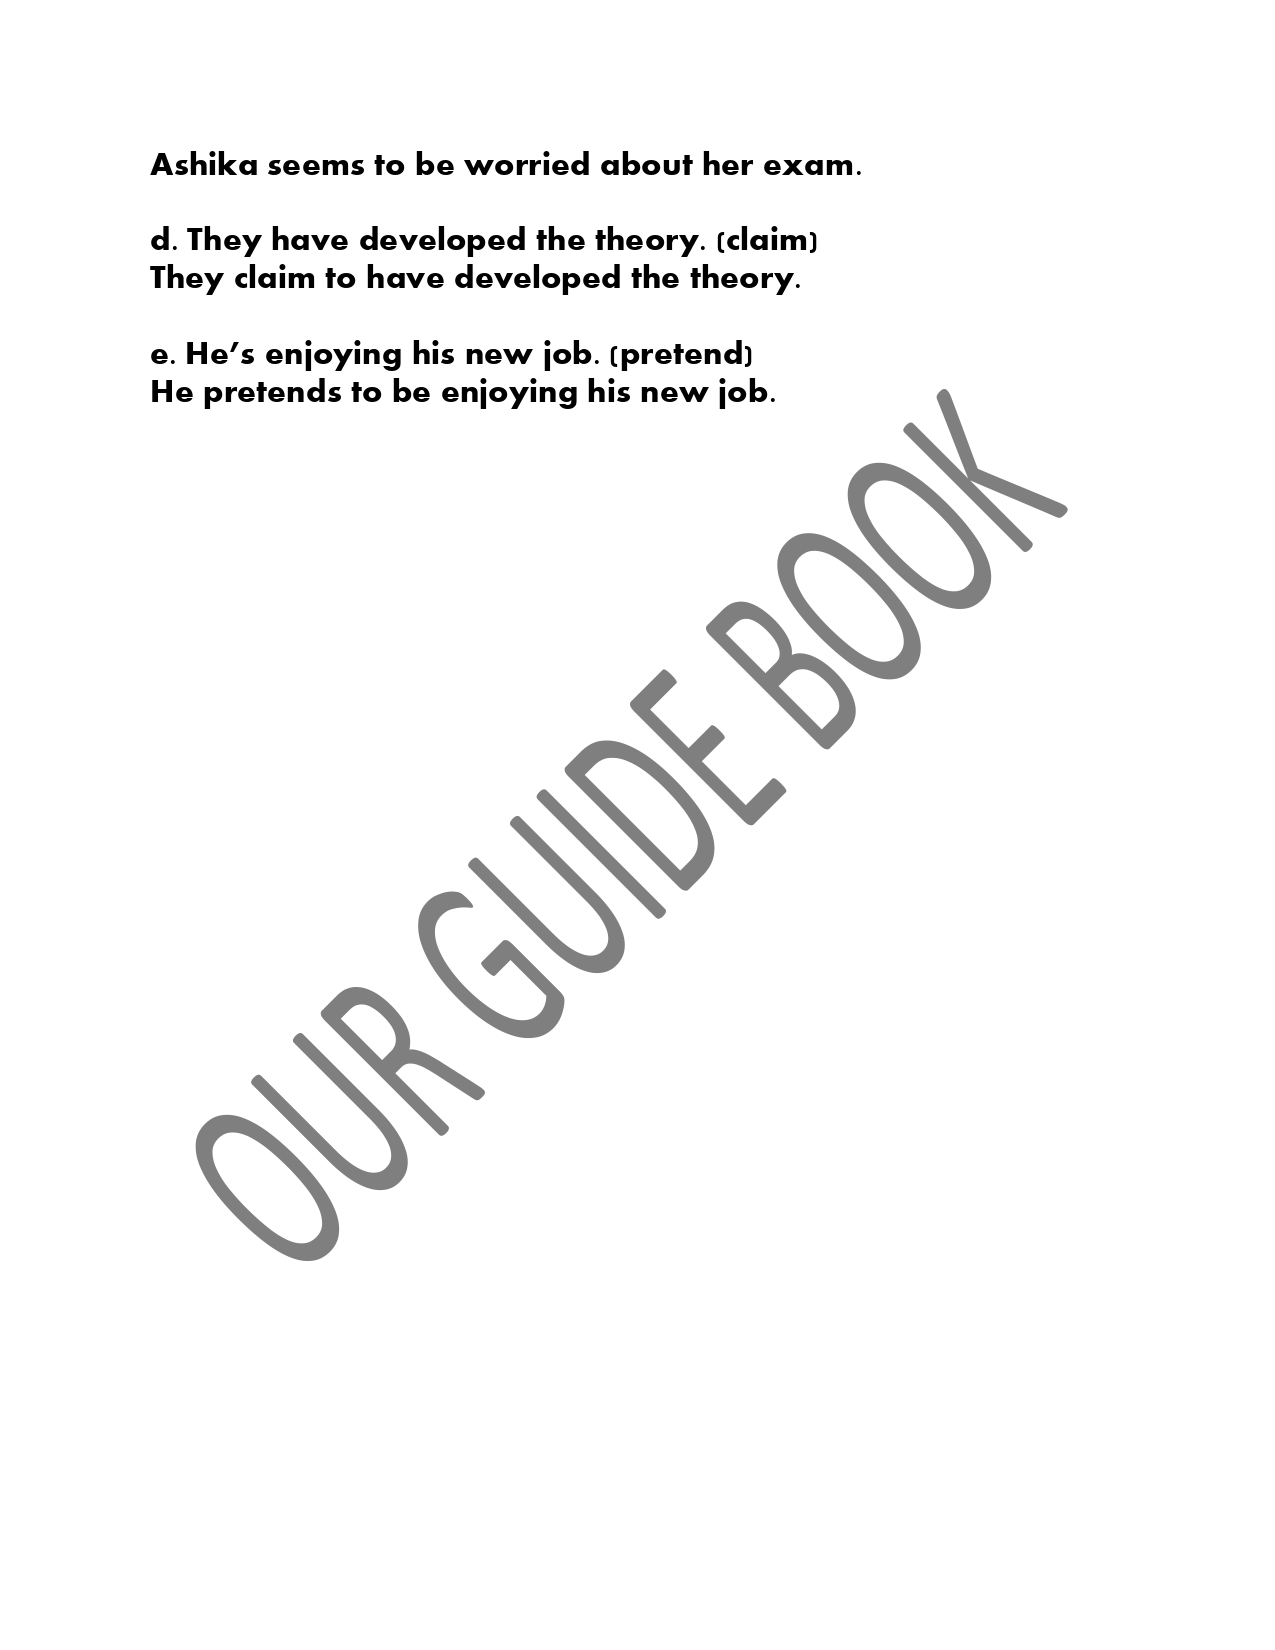 Ashika seems to be worried about her exam.
d. They have developed the theory. (claim)
They claim to have developed the theory.
e. He’s enjoying his new job. (pretend)
He pretends to be enjoying his new job.
OUR GUIDE BOOK